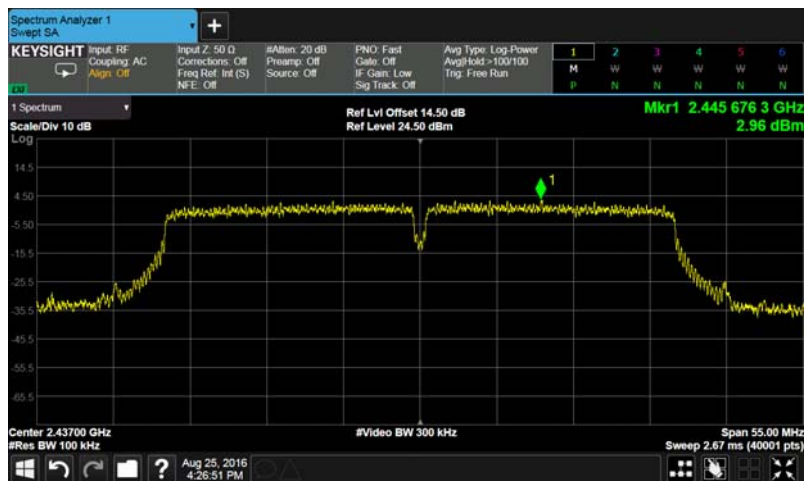 Spectrum Analyzer 1
Swept SA
+
KEYSIGHT
Input: RF
Coupling: AC
Align: Off
Input Z: 50 Ω
Corrections: Off
Freq Ref: Int (S)
NFE: Off
#Atten: 20 dB
Preamp: Off
Source: Off
PNO: Fast
Gate: Off
IF Gain: Low
Sig Track: Off
Avg Type: Log-Power
Avg|Hold:>100/100
Trig: Free Run
1 2 3 4 5 6
M W W W W W
P N N N N N
LXI
1 Spectrum
Scale/Div 10 dB
Ref Lvl Offset 14.50 dB
Ref Level 24.50 dBm
Mkr1 2.445 676 3 GHz
2.96 dBm
Log
14.5
4.50
1
-5.50
-15.5
-25.5
-35.5
-45.5
-55.5
-65.5
Center 2.43700 GHz
#Video BW 300 kHz
Span 55.00 MHz
#Res BW 100 kHz
Sweep 2.67 ms (40001 pts)
?
Aug 25, 2016
4:26:51 PM